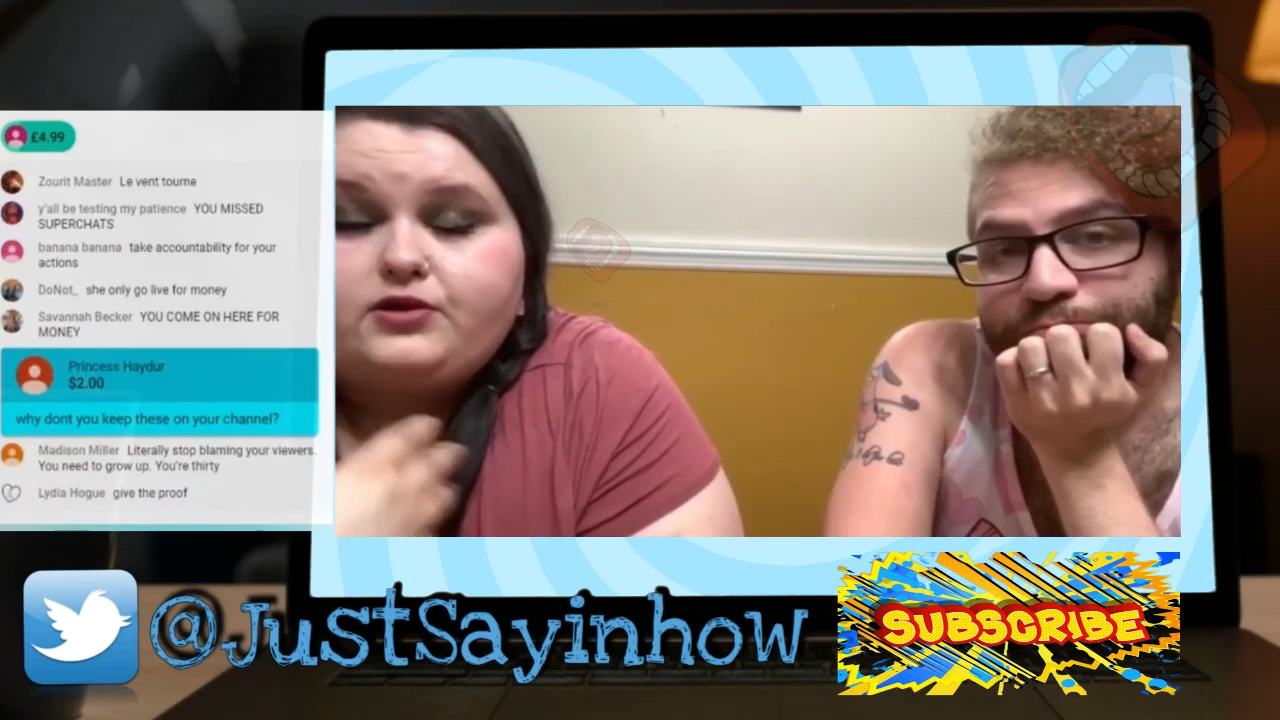 £4.99
Zourit Master Le vent tourne
y'all be testing my patience YOU MISSED
SUPERCHATS
banana banana take accountability for your
actions
DoNot_ she only go live for money
Savannah Becker YOU COME ON HERE FOR
MONEY
Princess Haydur
$2.00
why dont you keep these on your channel?
Madison Miller Literally stop blaming your viewers.
You need to grow up. You're thirty
Lydia Hogue give the proof
@JustSayinhow
SUBSCRIBE